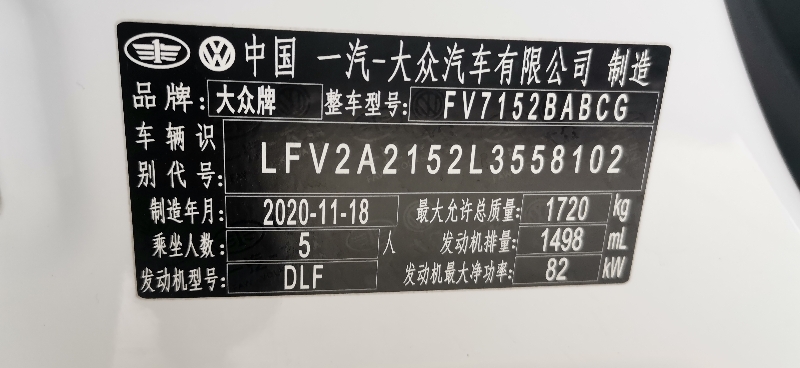 中国 一汽-大众汽车有限公司 制造
品牌: 大众牌 整车型号: FV7152BABCG
车辆识别代号: LFV2A2152L3558102
制造年月: 2020-11-18 最大允许总质量: 1720 kg
乘坐人数: 5 人 发动机排量: 1498 mL
发动机型号: DLF 发动机最大净功率: 82 kW